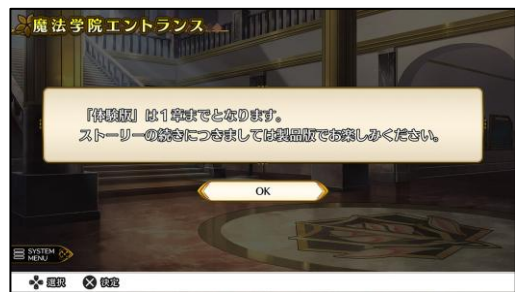 魔法学院エントランス
「体験版」は1章までとなります。
ストーリーの続きにつきましては製品版でお楽しみください。
OK
SYSTEM
MENU
選択
決定